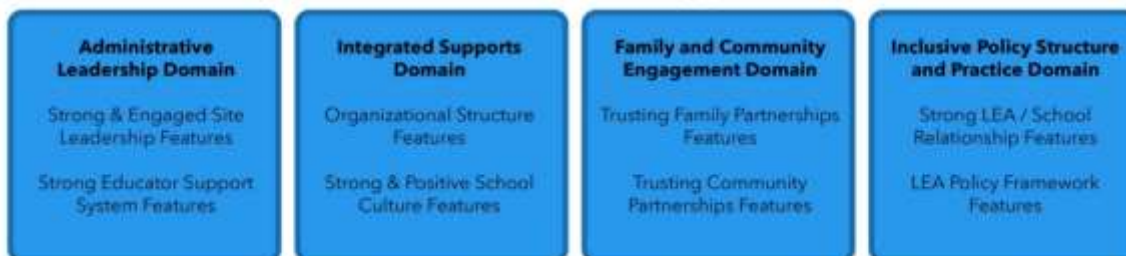 Administrative
Leadership Domain
Strong & Engaged Site
Leadership Features
Strong Educator Support
System Features
Integrated Supports
Domain
Organizational Structure
Features
Strong & Positive School
Culture Features
Family and Community
Engagement Domain
Trusting Family Partnerships
Features
Trusting Community
Partnerships Features
Inclusive Policy Structure
and Practice Domain
Strong LEA / School
Relationship Features
LEA Policy Framework
Features